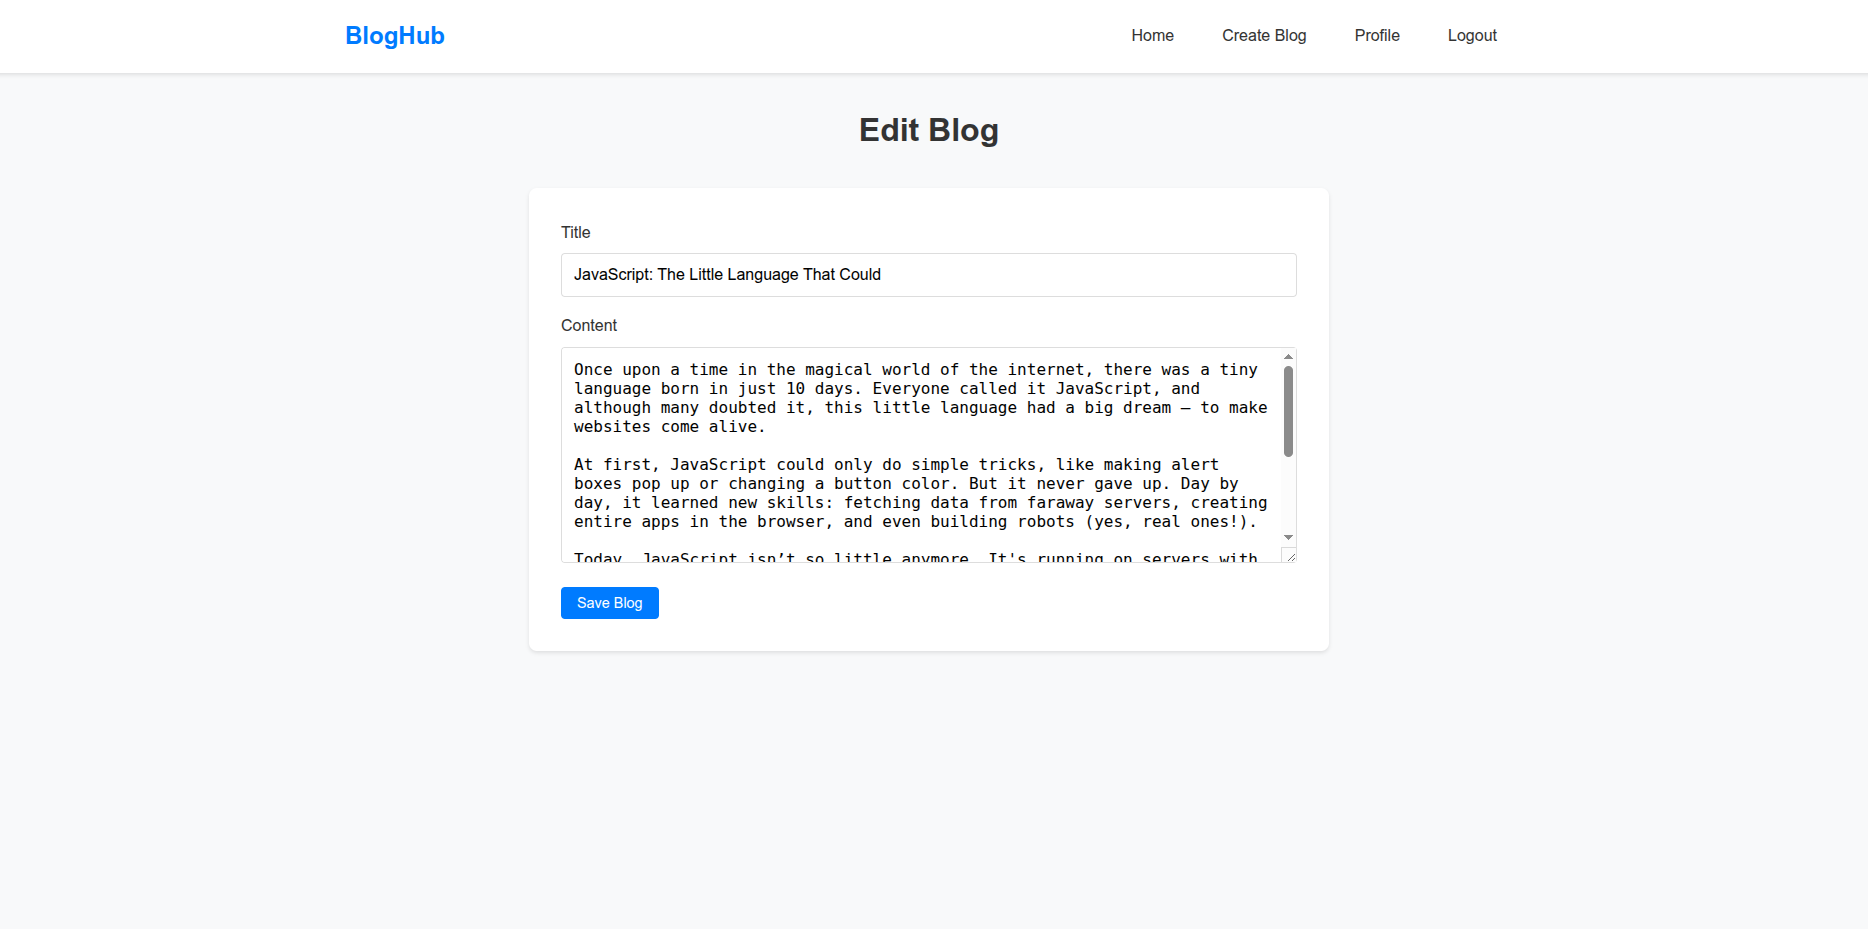 BlogHub
Home
Create Blog
Profile
Logout
Edit Blog
Title
JavaScript: The Little Language That Could
Content
Once upon a time in the magical world of the internet, there was a tiny
language born in just 10 days. Everyone called it JavaScript, and
although many doubted it, this little language had a big dream — to make
websites come alive.
At first, JavaScript could only do simple tricks, like making alert
boxes pop up or changing a button color. But it never gave up. Day by
day, it learned new skills: fetching data from faraway servers, creating
entire apps in the browser, and even building robots (yes, real ones!).
Today, JavaScript isn’t so little anymore. It's running on servers with
Save Blog